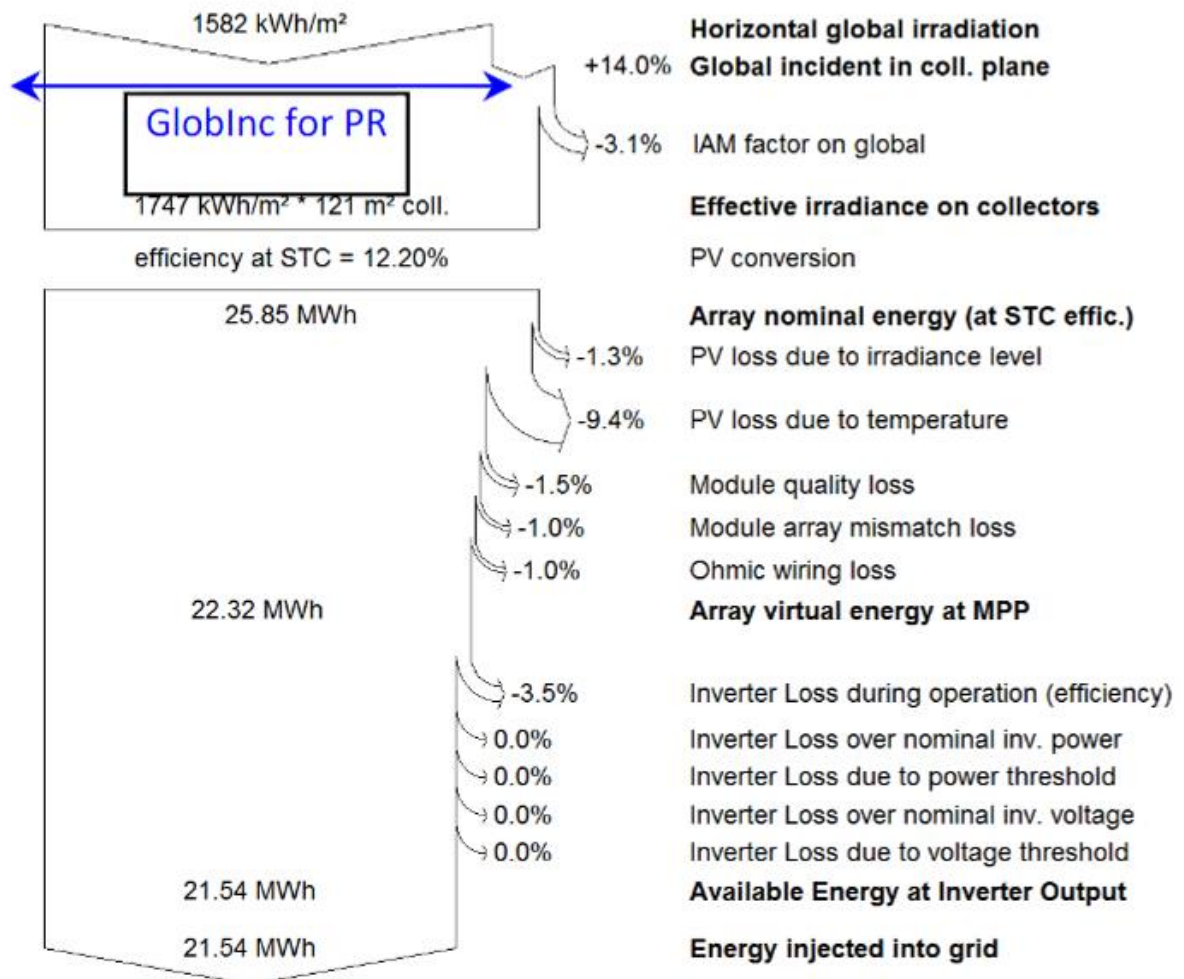 1582 kWh/m² Horizontal global irradiation
+14.0% Global incident in coll. plane
GlobInc for PR
-3.1% IAM factor on global
1747 kWh/m² * 121 m² coll. Effective irradiance on collectors
efficiency at STC = 12.20% PV conversion
25.85 MWh Array nominal energy (at STC effic.)
-1.3% PV loss due to irradiance level
-9.4% PV loss due to temperature
-1.5% Module quality loss
-1.0% Module array mismatch loss
-1.0% Ohmic wiring loss
22.32 MWh Array virtual energy at MPP
-3.5% Inverter Loss during operation (efficiency)
0.0% Inverter Loss over nominal inv. power
0.0% Inverter Loss due to power threshold
0.0% Inverter Loss over nominal inv. voltage
0.0% Inverter Loss due to voltage threshold
21.54 MWh Available Energy at Inverter Output
21.54 MWh Energy injected into grid